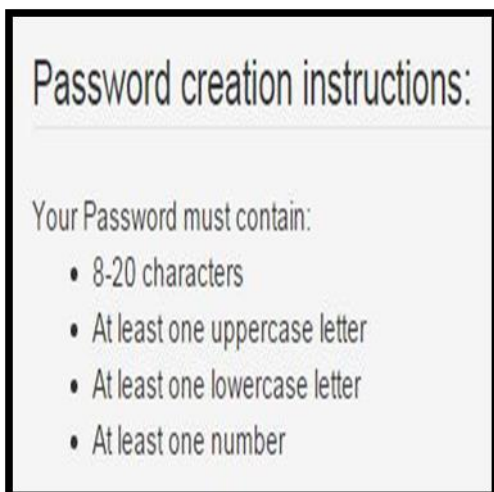 Password creation instructions:
Your Password must contain:
• 8-20 characters
• At least one uppercase letter
• At least one lowercase letter
• At least one number